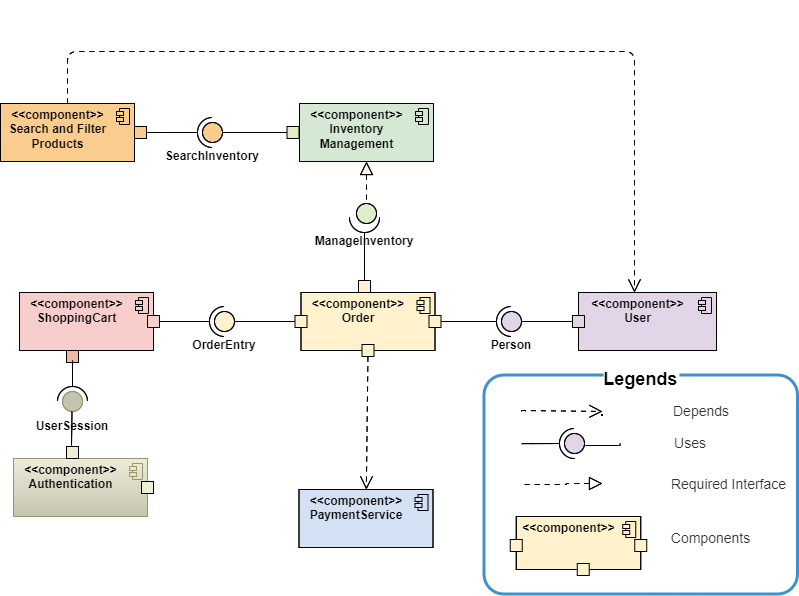 <<component>>
Search and Filter
Products
SearchInventory
<<component>>
Inventory
Management
ManageInventory
<<component>>
ShoppingCart
OrderEntry
<<component>>
Order
Person
<<component>>
User
UserSession
<<component>>
Authentication
<<component>>
PaymentService
Legends
Depends
Uses
Required Interface
<<component>>
Components